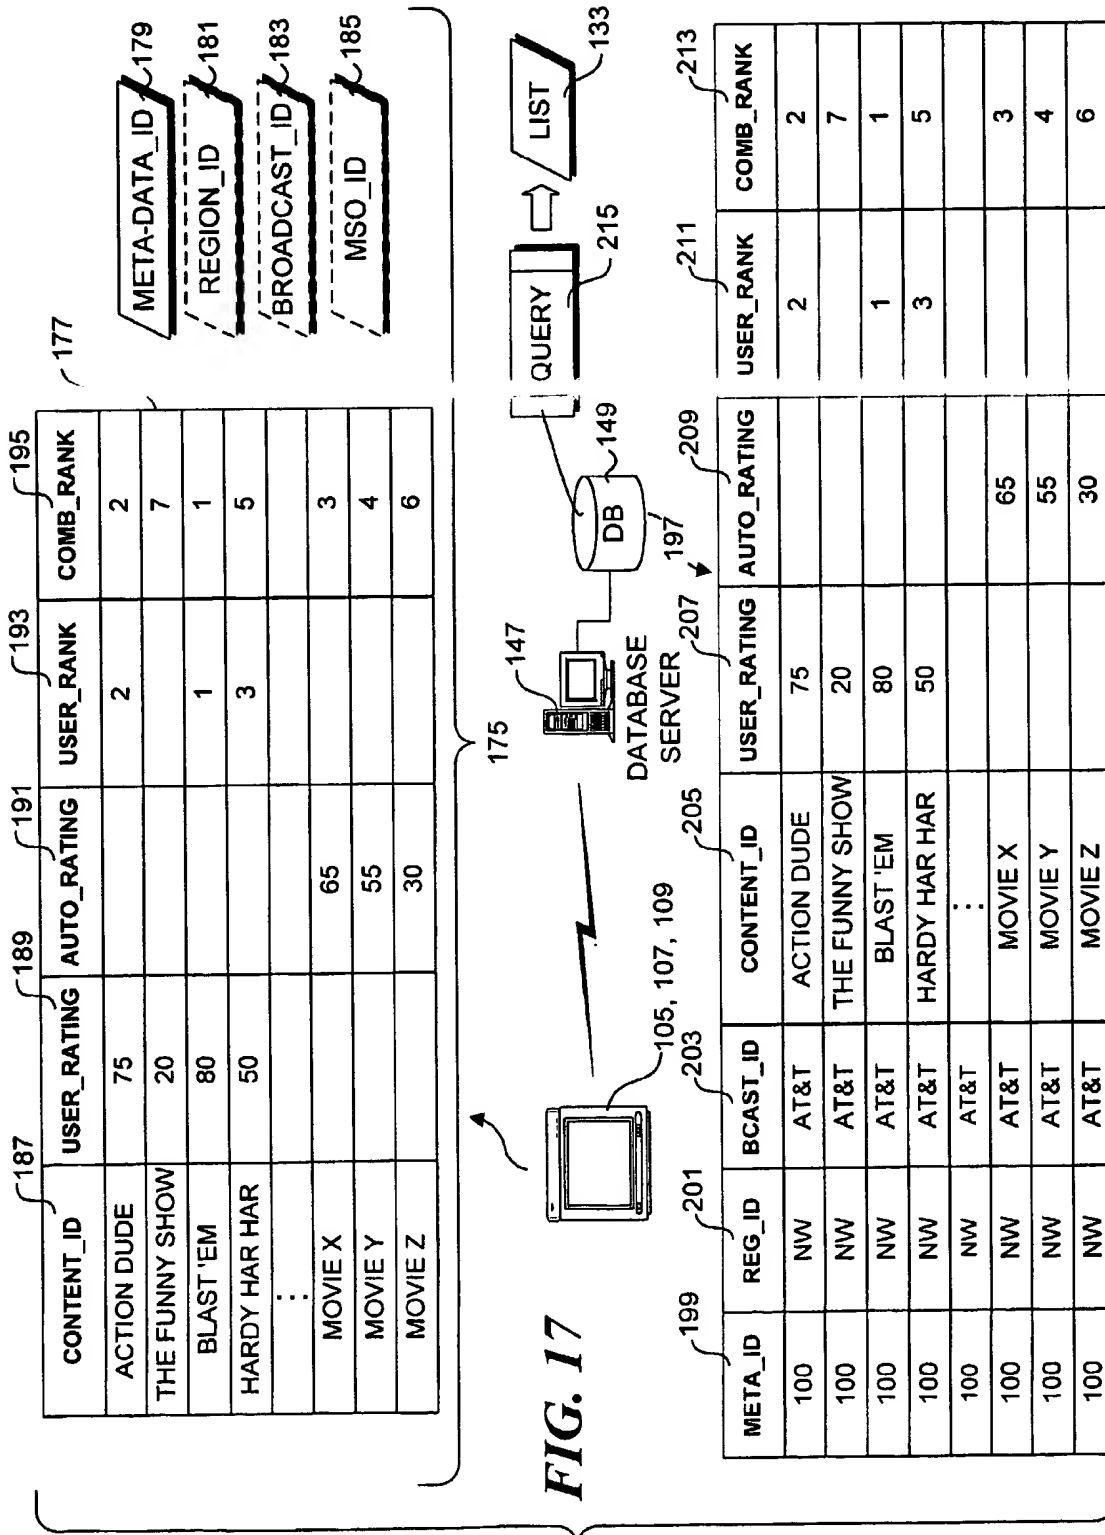 177
187 189 191 193 195
CONTENT_ID USER_RATING AUTO_RATING USER_RANK COMB_RANK
ACTION DUDE 75 2 2
THE FUNNY SHOW 20 7
BLAST 'EM 80 1 1
HARDY HAR HAR 50 3 5
⋮
MOVIE X 65 3
MOVIE Y 55 4
MOVIE Z 30 6
META-DATA_ID 179
REGION_ID 181
BROADCAST_ID 183
MSO_ID 185
175
FIG. 17
105, 107, 109
147
DATABASE
SERVER
DB
149
197
QUERY
215
LIST
133
199 201 203 205 207 209 211 213
META_ID REG_ID BCAST_ID CONTENT_ID USER_RATING AUTO_RATING USER_RANK COMB_RANK
100 NW AT&T ACTION DUDE 75 2 2
100 NW AT&T THE FUNNY SHOW 20 7
100 NW AT&T BLAST 'EM 80 1 1
100 NW AT&T HARDY HAR HAR 50 3 5
100 NW AT&T ⋮
100 NW AT&T MOVIE X 65 3
100 NW AT&T MOVIE Y 55 4
100 NW AT&T MOVIE Z 30 6